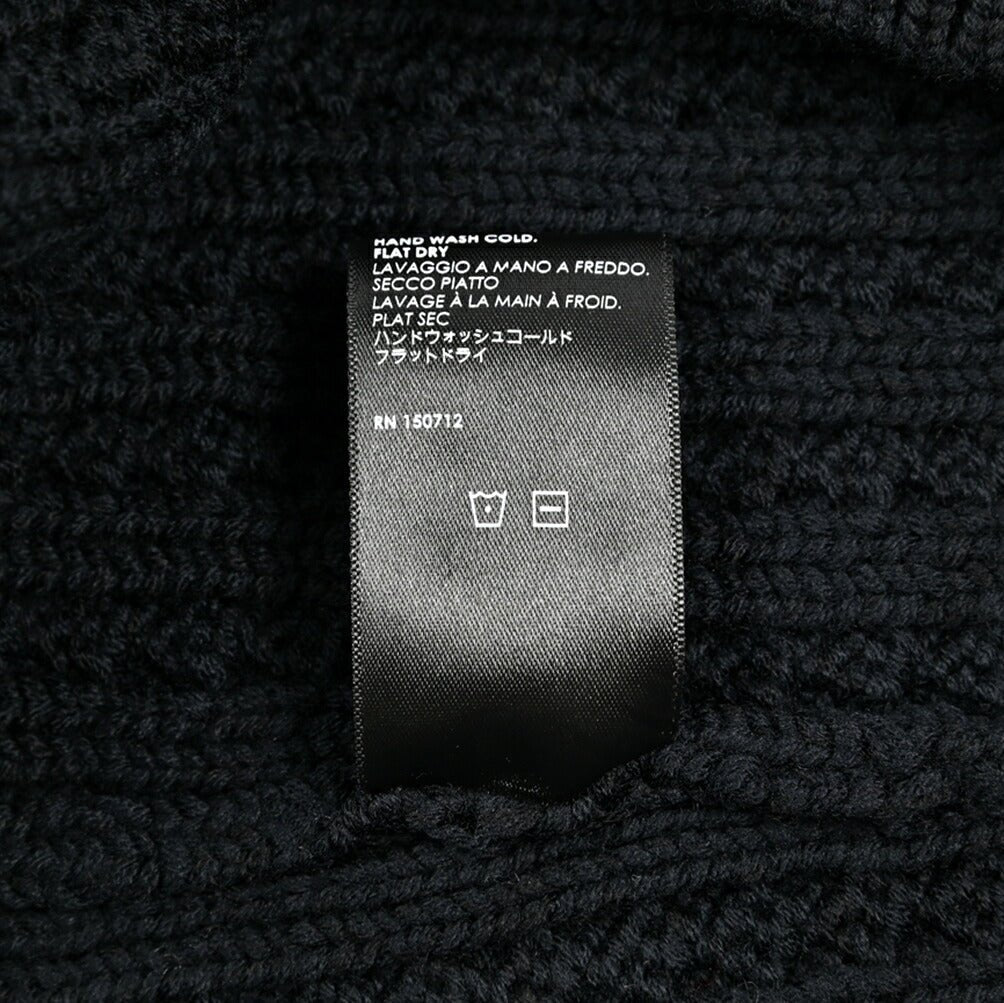 HAND WASH COLD.
FLAT DRY
LAVAGGIO A MANO A FREDDO.
SECCO PIATTO
LAVAGE À LA MAIN À FROID.
PLAT SEC
ハンドウォッシュコールド
フラットドライ
RN 150712